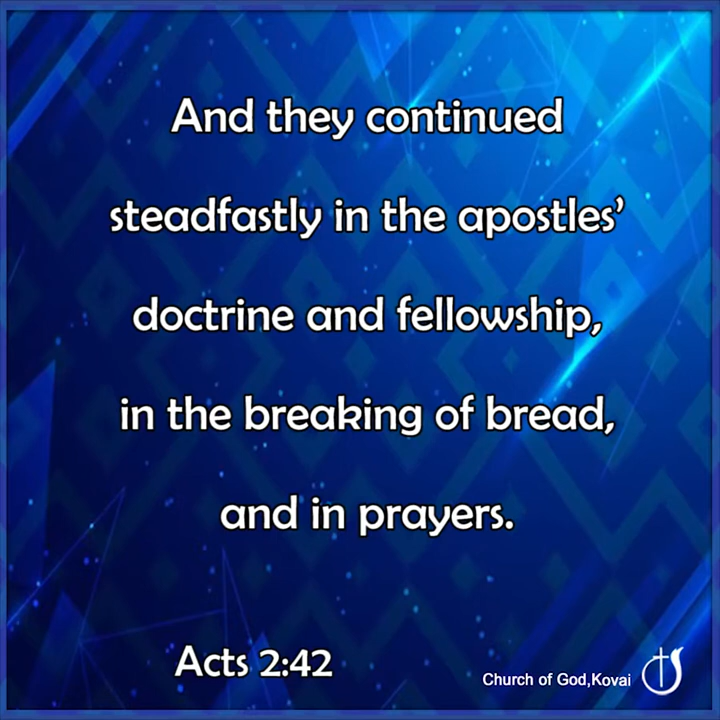 And they continued
steadfastly in the apostles’
doctrine and fellowship,
in the breaking of bread,
and in prayers.
Acts 2:42
Church of God,Kovai